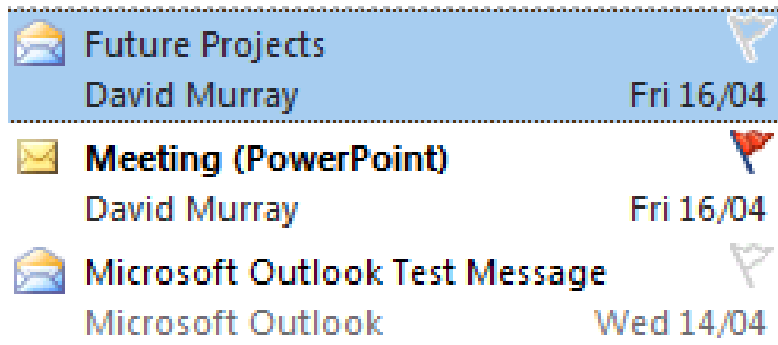 Future Projects
David Murray Fri 16/04
Meeting (PowerPoint)
David Murray Fri 16/04
Microsoft Outlook Test Message
Microsoft Outlook Wed 14/04